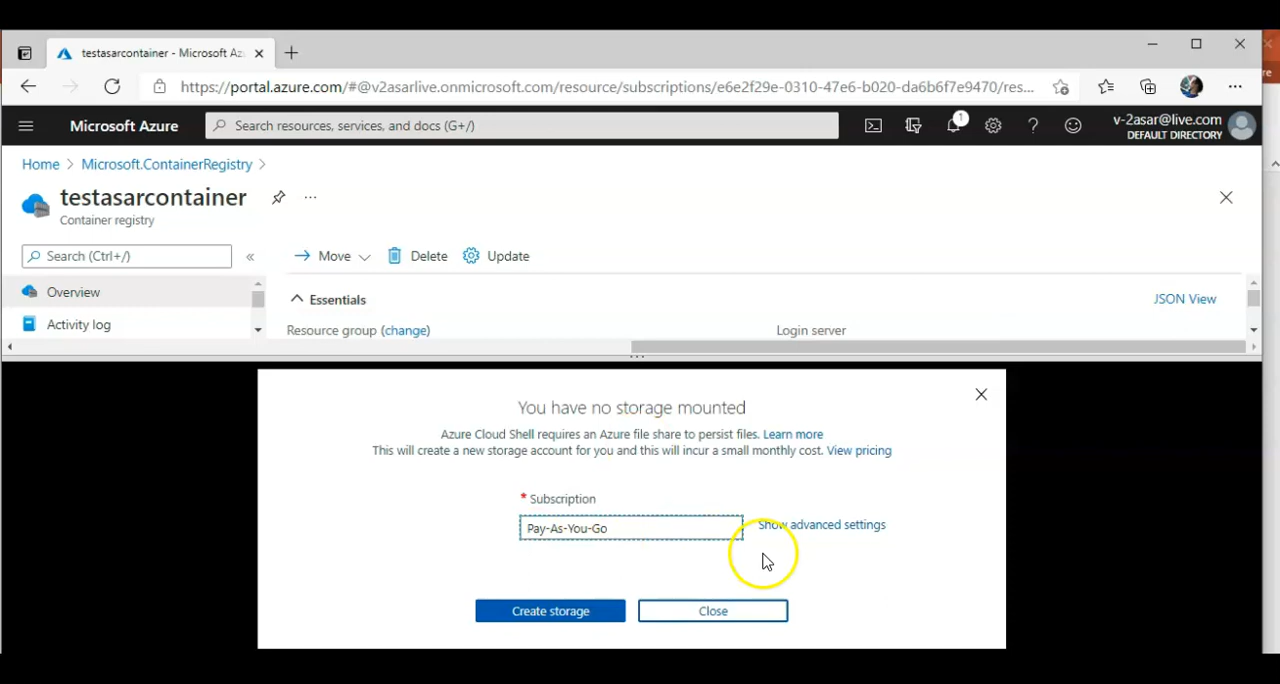 testasarcontainer - Microsoft Az
https://portal.azure.com/#@v2asarlive.onmicrosoft.com/resource/subscriptions/e6e2f29e-0310-47e6-b020-da6b6f7e9470/res...
re
Microsoft Azure
Search resources, services, and docs (G+/)
1
v-2asar@live.com
DEFAULT DIRECTORY
Home > Microsoft.ContainerRegistry >
testasarcontainer
...
Container registry
Search (Ctrl+/)
«
Move
Delete
Update
Overview
Activity log
Essentials
JSON View
Resource group (change)
Login server
You have no storage mounted
Azure Cloud Shell requires an Azure file share to persist files. Learn more
This will create a new storage account for you and this will incur a small monthly cost. View pricing
* Subscription
Pay-As-You-Go
Show advanced settings
Create storage
Close